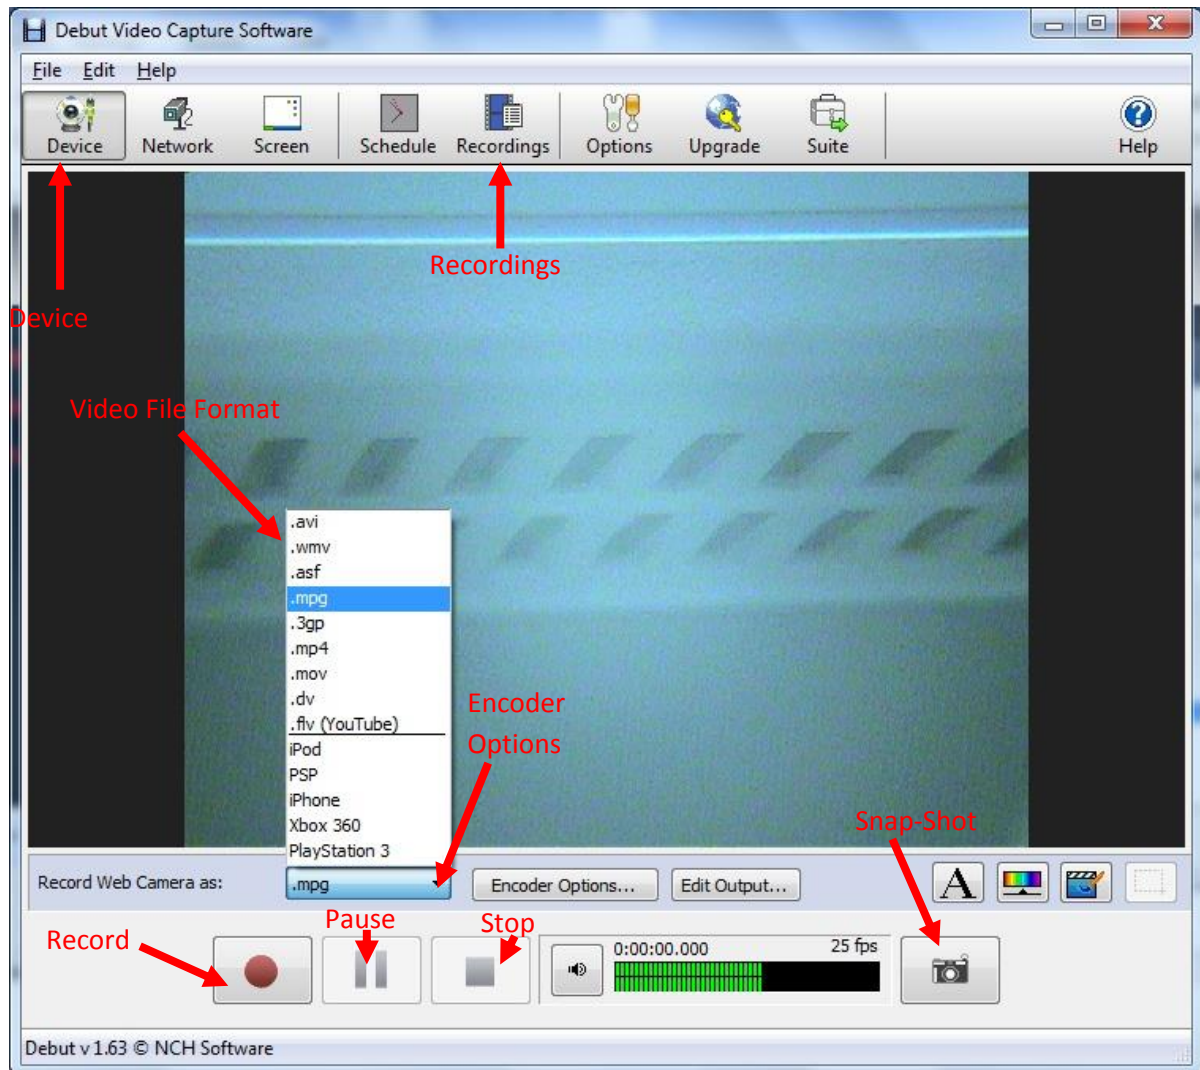 Debut Video Capture Software
File Edit Help
Device Network Screen Schedule Recordings Options Upgrade Suite Help
Recordings
Device
Video File Format
.avi
.wmv
.asf
.mpg
.3gp
.mp4
.mov
.dv
.flv (YouTube)
iPod
PSP
iPhone
Xbox 360
PlayStation 3
Encoder
Options
Snap-Shot
Record Web Camera as: .mpg Encoder Options... Edit Output... A
Pause Stop
Record
0:00:00.000 25 fps
Debut v 1.63 © NCH Software